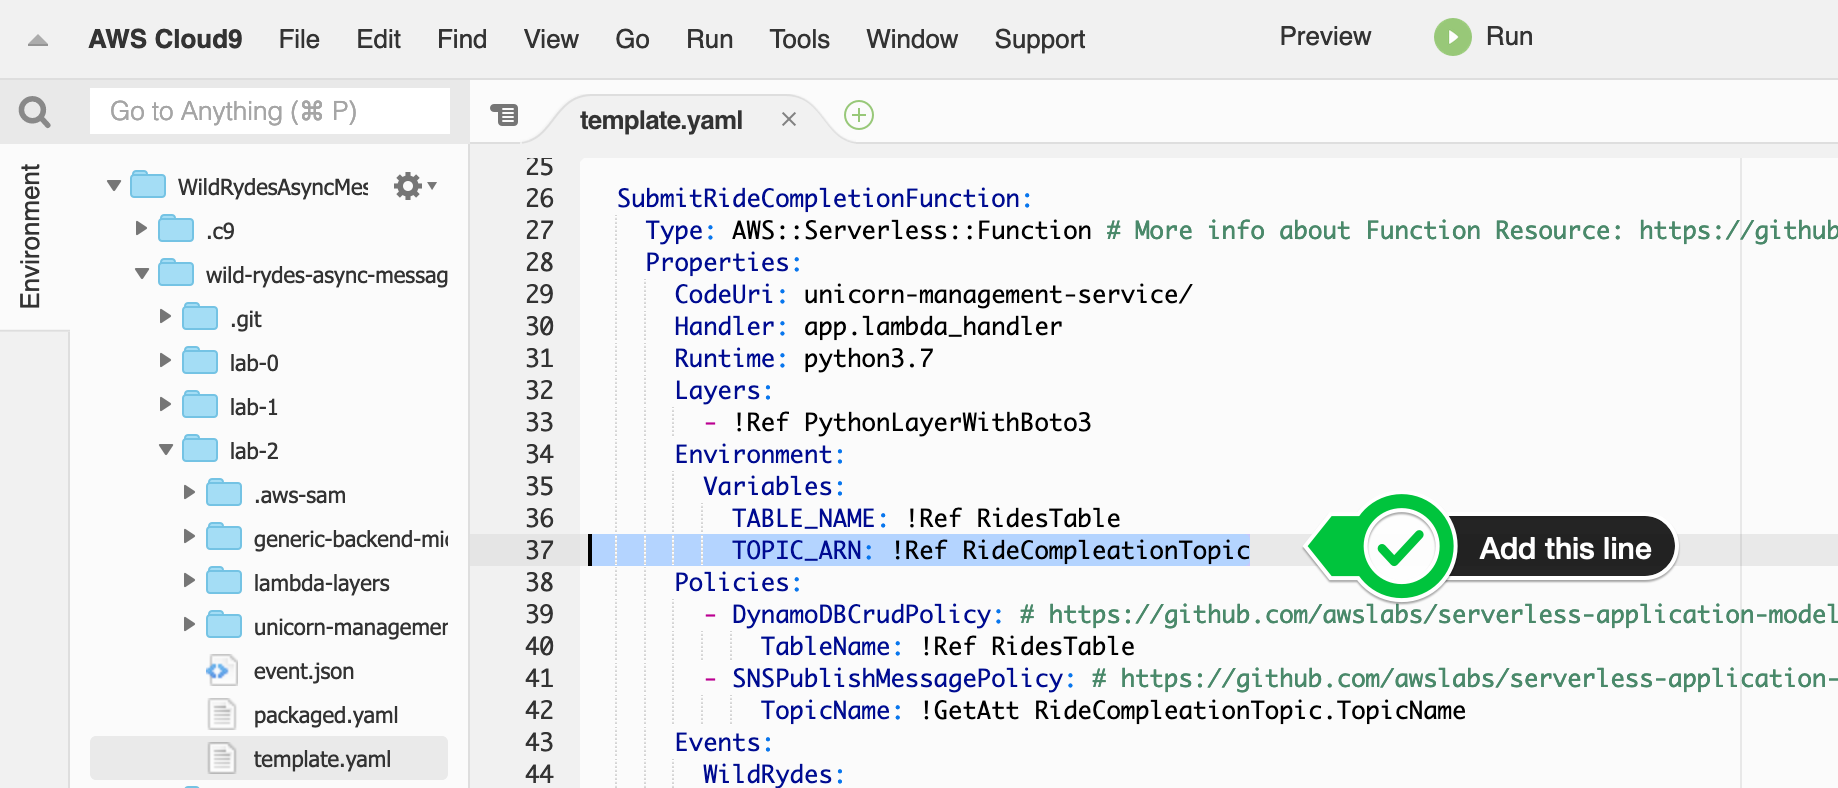 AWS Cloud9 File Edit Find View Go Run Tools Window Support Preview Run
Go to Anything (⌘ P)
template.yaml ×
Environment
WildRydesAsyncMes
.c9
wild-rydes-async-messag
.git
lab-0
lab-1
lab-2
.aws-sam
generic-backend-mi
lambda-layers
unicorn-managemer
event.json
packaged.yaml
template.yaml
25
26 SubmitRideCompletionFunction:
27 Type: AWS::Serverless::Function # More info about Function Resource: https://github
28 Properties:
29 CodeUri: unicorn-management-service/
30 Handler: app.lambda_handler
31 Runtime: python3.7
32 Layers:
33 - !Ref PythonLayerWithBoto3
34 Environment:
35 Variables:
36 TABLE_NAME: !Ref RidesTable
37 TOPIC_ARN: !Ref RideCompleationTopic
Add this line
38 Policies:
39 - DynamoDBCrudPolicy: # https://github.com/awslabs/serverless-application-model
40 TableName: !Ref RidesTable
41 - SNSPublishMessagePolicy: # https://github.com/awslabs/serverless-application-
42 TopicName: !GetAtt RideCompleationTopic.TopicName
43 Events:
44 WildRydes: